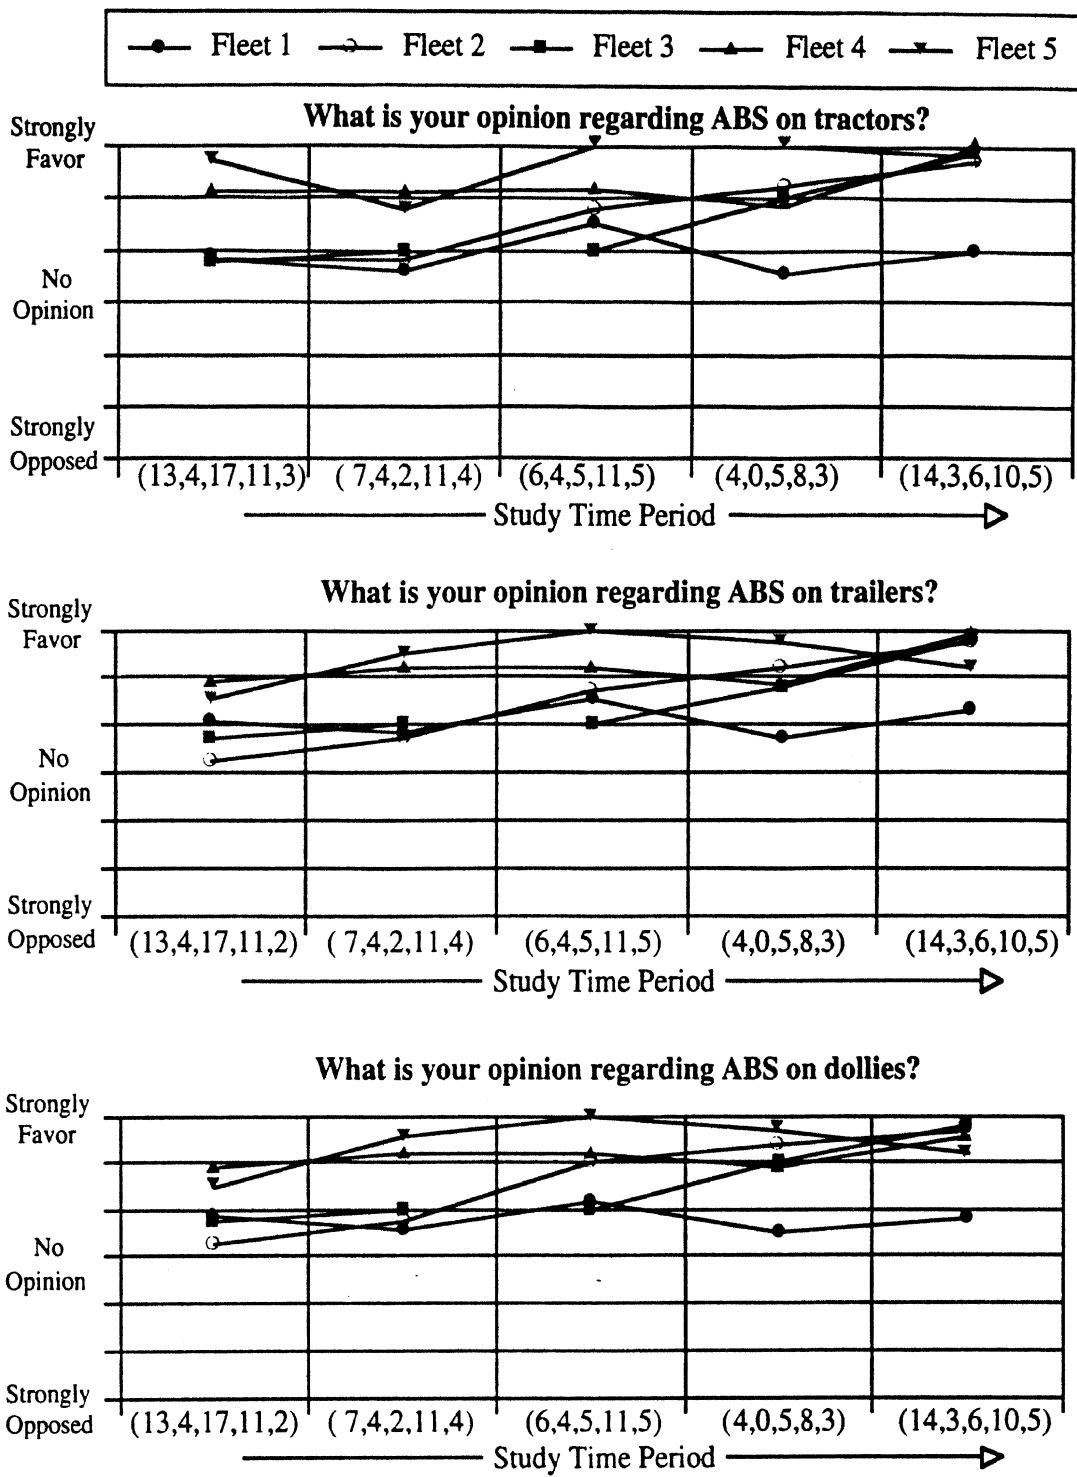 Fleet 1 Fleet 2 Fleet 3 Fleet 4 Fleet 5
What is your opinion regarding ABS on tractors?
Strongly
Favor
No
Opinion
Strongly
Opposed
(13,4,17,11,3) ( 7,4,2,11,4) (6,4,5,11,5) (4,0,5,8,3) (14,3,6,10,5)
Study Time Period
What is your opinion regarding ABS on trailers?
Strongly
Favor
No
Opinion
Strongly
Opposed
(13,4,17,11,2) ( 7,4,2,11,4) (6,4,5,11,5) (4,0,5,8,3) (14,3,6,10,5)
Study Time Period
What is your opinion regarding ABS on dollies?
Strongly
Favor
No
Opinion
Strongly
Opposed
(13,4,17,11,2) ( 7,4,2,11,4) (6,4,5,11,5) (4,0,5,8,3) (14,3,6,10,5)
Study Time Period